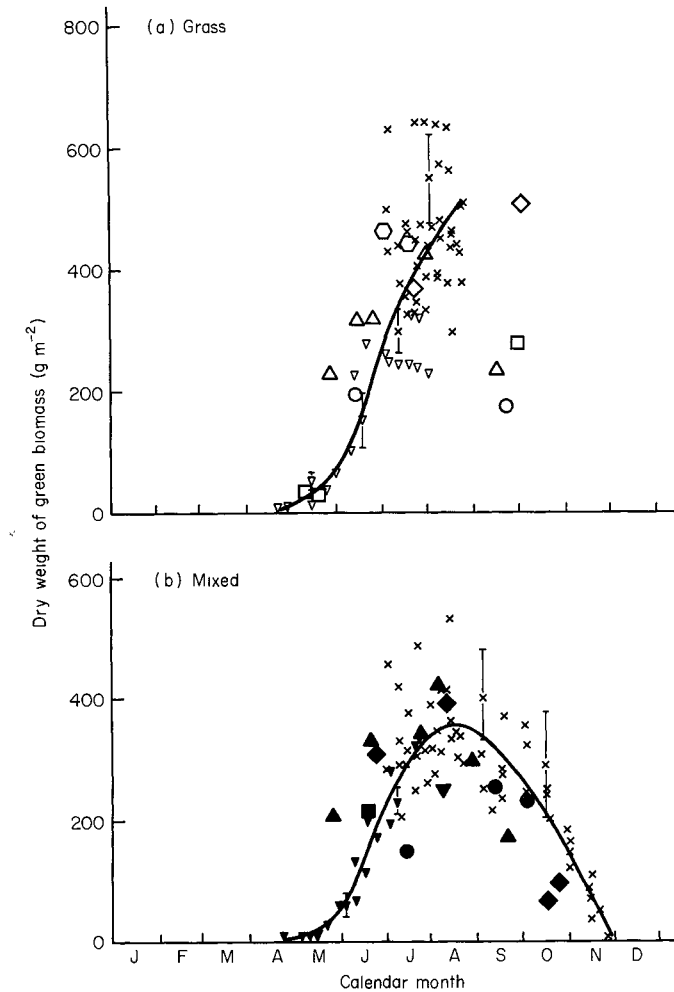 (a) Grass
800
600
400
200
0
Dry weight of green biomass (g m⁻²)
(b) Mixed
600
400
200
0
J F M A M J J A S O N D
Calendar month